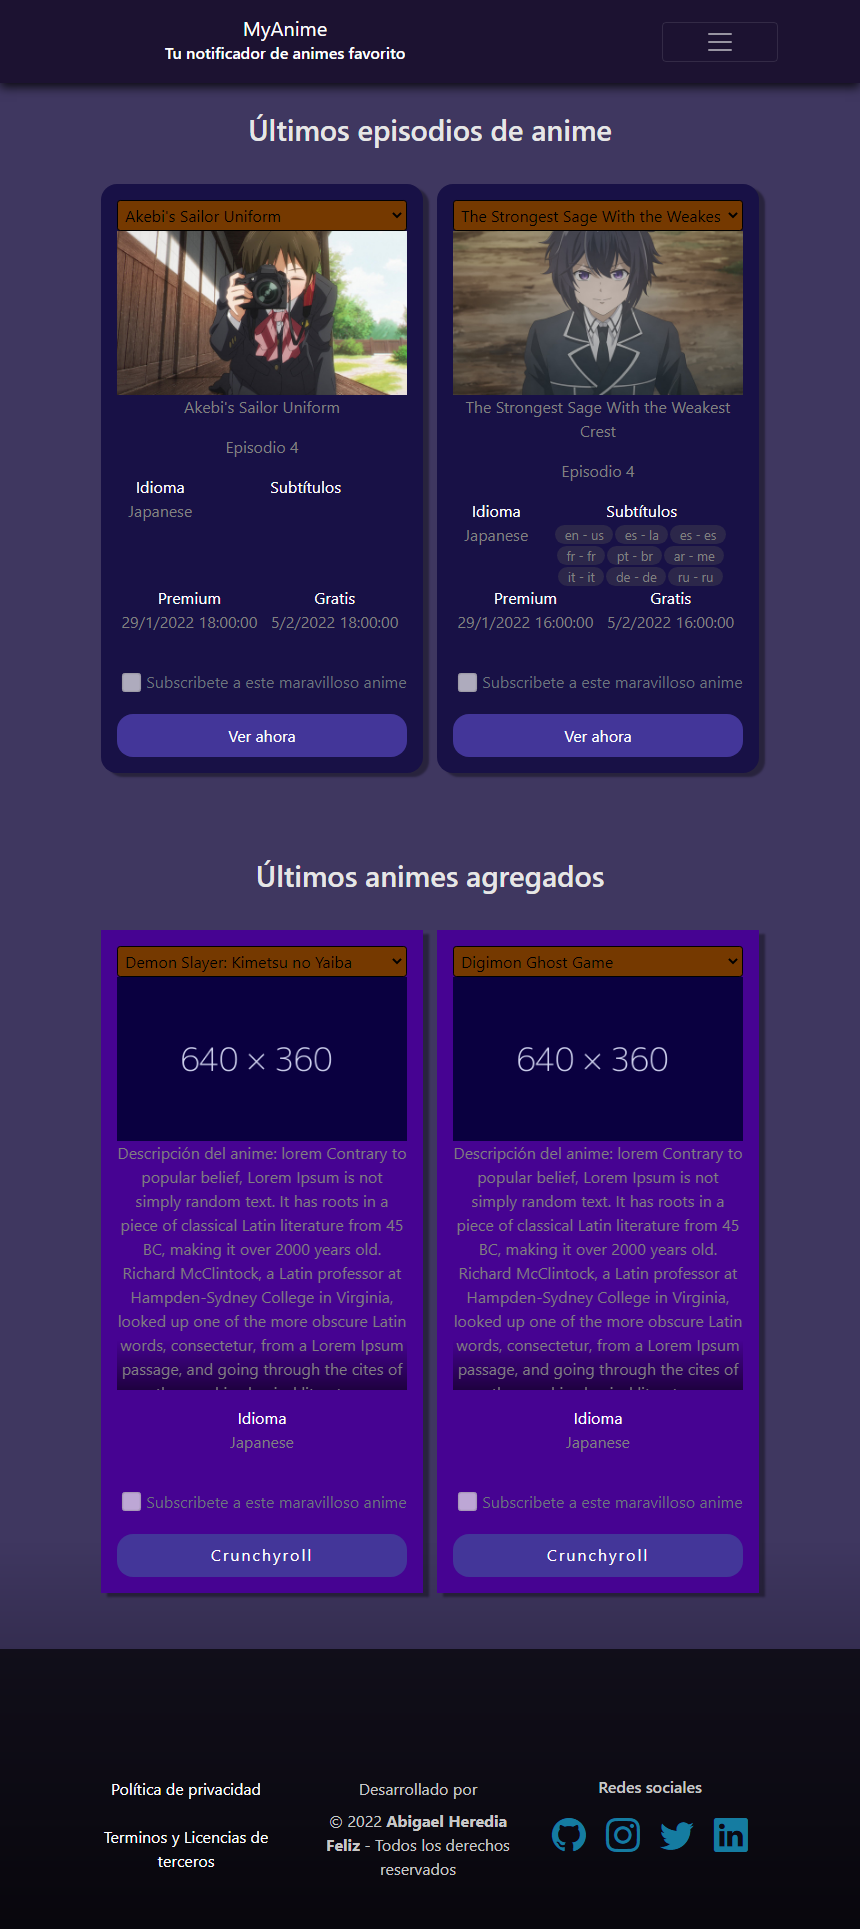 MyAnime
Tu notificador de animes favorito
Últimos episodios de anime
Akebi's Sailor Uniform
Akebi's Sailor Uniform
Episodio 4
Idioma
Subtítulos
Japanese
Premium
Gratis
29/1/2022 18:00:00
5/2/2022 18:00:00
Subscribete a este maravilloso anime
Ver ahora
The Strongest Sage With the Weakes
The Strongest Sage With the Weakest
Crest
Episodio 4
Idioma
Subtítulos
Japanese
en - us
es - la
es - es
fr - fr
pt - br
ar - me
it - it
de - de
ru - ru
Premium
Gratis
29/1/2022 16:00:00
5/2/2022 16:00:00
Subscribete a este maravilloso anime
Ver ahora
Últimos animes agregados
Demon Slayer: Kimetsu no Yaiba
640 × 360
Descripción del anime: lorem Contrary to
popular belief, Lorem Ipsum is not
simply random text. It has roots in a
piece of classical Latin literature from 45
BC, making it over 2000 years old.
Richard McClintock, a Latin professor at
Hampden-Sydney College in Virginia,
looked up one of the more obscure Latin
words, consectetur, from a Lorem Ipsum
passage, and going through the cites of
Idioma
Japanese
Subscribete a este maravilloso anime
Crunchyroll
Digimon Ghost Game
640 × 360
Descripción del anime: lorem Contrary to
popular belief, Lorem Ipsum is not
simply random text. It has roots in a
piece of classical Latin literature from 45
BC, making it over 2000 years old.
Richard McClintock, a Latin professor at
Hampden-Sydney College in Virginia,
looked up one of the more obscure Latin
words, consectetur, from a Lorem Ipsum
passage, and going through the cites of
Idioma
Japanese
Subscribete a este maravilloso anime
Crunchyroll
Política de privacidad
Terminos y Licencias de
terceros
Desarrollado por
© 2022 Abigael Heredia
Feliz - Todos los derechos
reservados
Redes sociales
in